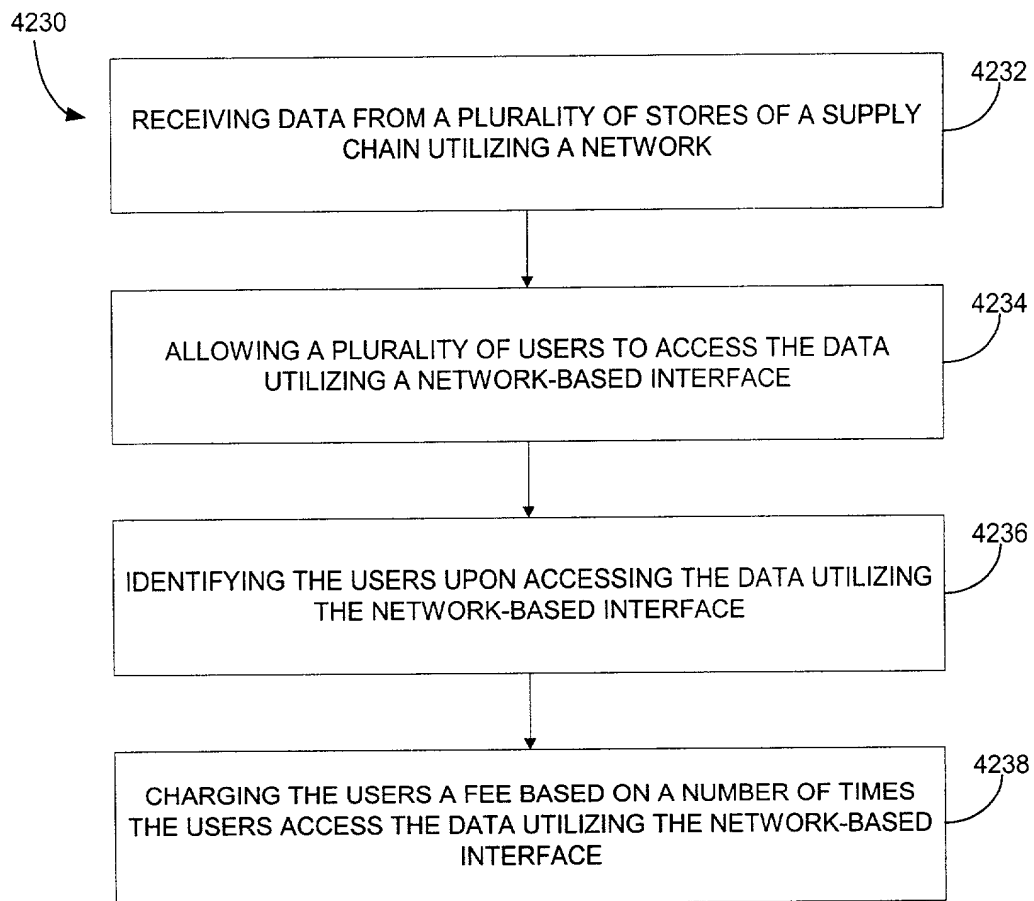 4230
4232
RECEIVING DATA FROM A PLURALITY OF STORES OF A SUPPLY
CHAIN UTILIZING A NETWORK
4234
ALLOWING A PLURALITY OF USERS TO ACCESS THE DATA
UTILIZING A NETWORK-BASED INTERFACE
4236
IDENTIFYING THE USERS UPON ACCESSING THE DATA UTILIZING
THE NETWORK-BASED INTERFACE
4238
CHARGING THE USERS A FEE BASED ON A NUMBER OF TIMES
THE USERS ACCESS THE DATA UTILIZING THE NETWORK-BASED
INTERFACE